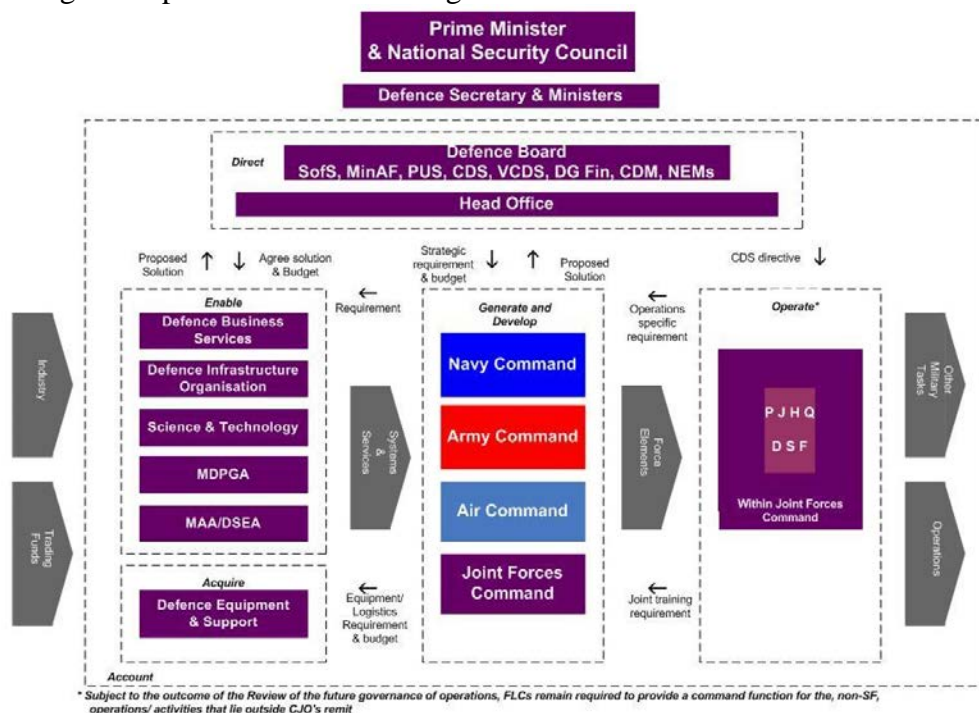 Prime Minister
& National Security Council
Defence Secretary & Ministers
Direct
Defence Board
SofS, MinAF, PUS, CDS, VCDS, DG Fin, CDM, NEMs
Head Office
Proposed
Solution
Agree solution
& Budget
Strategic
requirement
& budget
Proposed
Solution
CDS directive
Enable
Defence Business
Services
Defence Infrastructure
Organisation
Science & Technology
MDPGA
MAA/DSEA
Requirement
Generate and
Develop
Navy Command
Army Command
Air Command
Joint Forces
Command
Operations
specific
requirement
Operate*
P J H Q
D S F
Within Joint Forces
Command
Industry
Trading
Funds
Systems
&
Services
Force
Elements
Other
Military
Tasks
Operations
Acquire
Defence Equipment
& Support
Equipment/
Logistics
Requirement
& budget
Joint training
requirement
Account
* Subject to the outcome of the Review of the future governance of operations, FLCs remain required to provide a command function for the, non-SF,
operations/ activities that lie outside CJO's remit